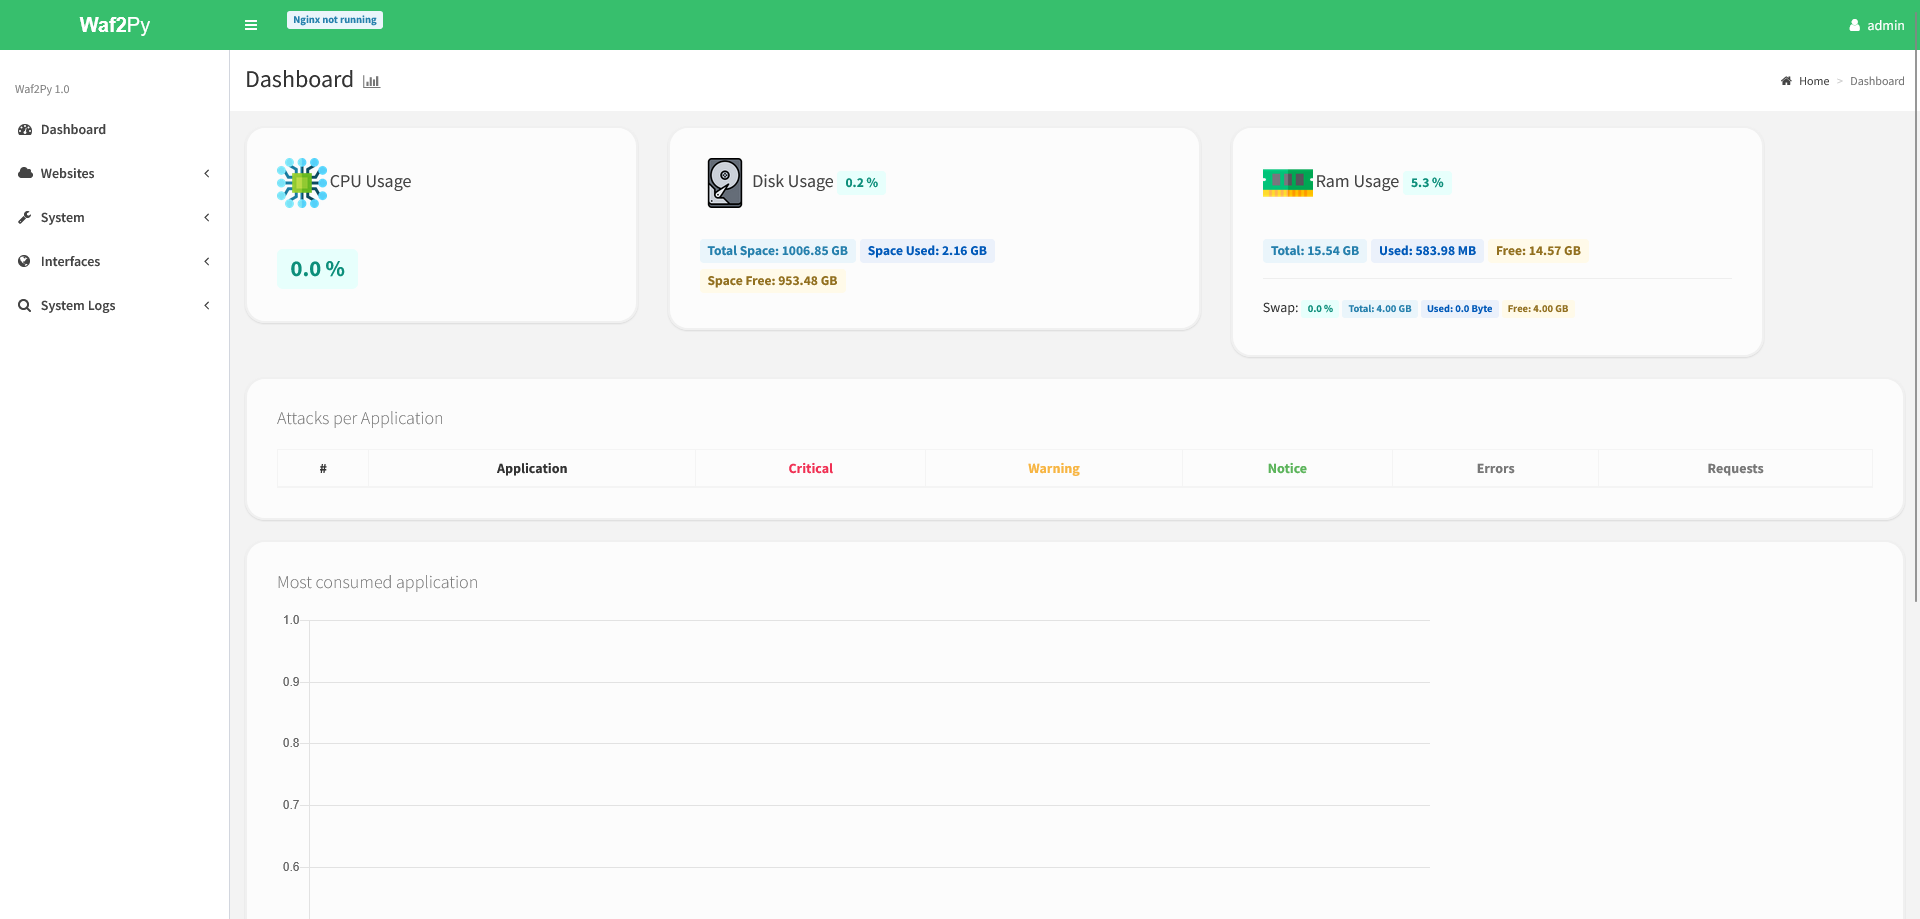 Waf2Py
Nginx not running
admin
Dashboard
Home > Dashboard
Waf2Py 1.0
Dashboard
Websites
System
Interfaces
System Logs
CPU Usage
0.0 %
Disk Usage 0.2 %
Total Space: 1006.85 GB Space Used: 2.16 GB
Space Free: 953.48 GB
Ram Usage 5.3 %
Total: 15.54 GB Used: 583.98 MB Free: 14.57 GB
Swap: 0.0 % Total: 4.00 GB Used: 0.0 Byte Free: 4.00 GB
Attacks per Application
# Application Critical Warning Notice Errors Requests
Most consumed application
1.0
0.9
0.8
0.7
0.6